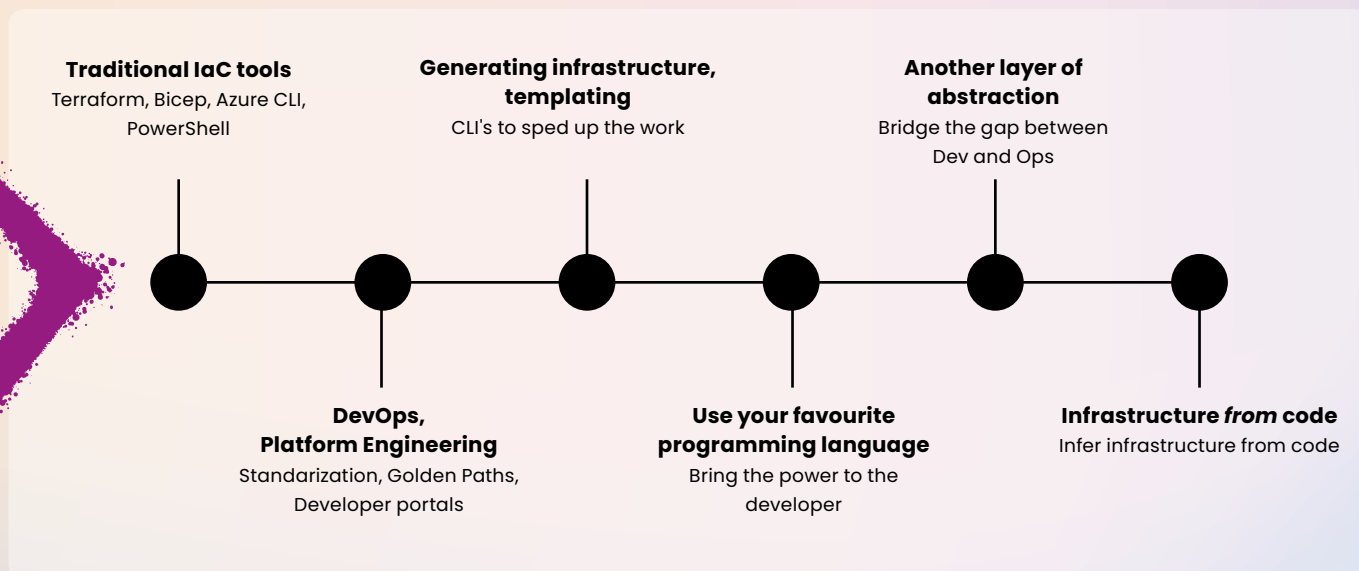 Traditional IaC tools
Terraform, Bicep, Azure CLI,
PowerShell
DevOps,
Platform Engineering
Standarization, Golden Paths,
Developer portals
Generating infrastructure,
templating
CLI's to sped up the work
Use your favourite
programming language
Bring the power to the
developer
Another layer of
abstraction
Bridge the gap between
Dev and Ops
Infrastructure from code
Infer infrastructure from code